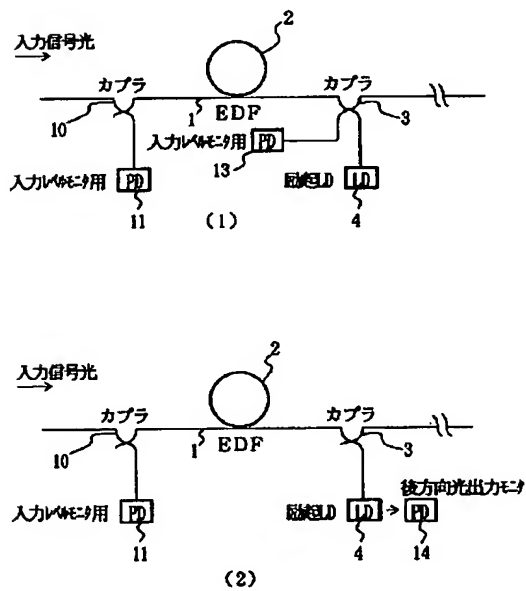 入力信号光
2
カプラ
カプラ
10
1
EDF
3
入力レベルモニタ用
PD
13
入力レベルモニタ用
PD
励起LD
LD
11
4
(1)
入力信号光
2
カプラ
カプラ
10
1
EDF
3
後方向光出力モニタ
入力レベルモニタ用
PD
励起LD
LD
PD
11
4
14
(2)